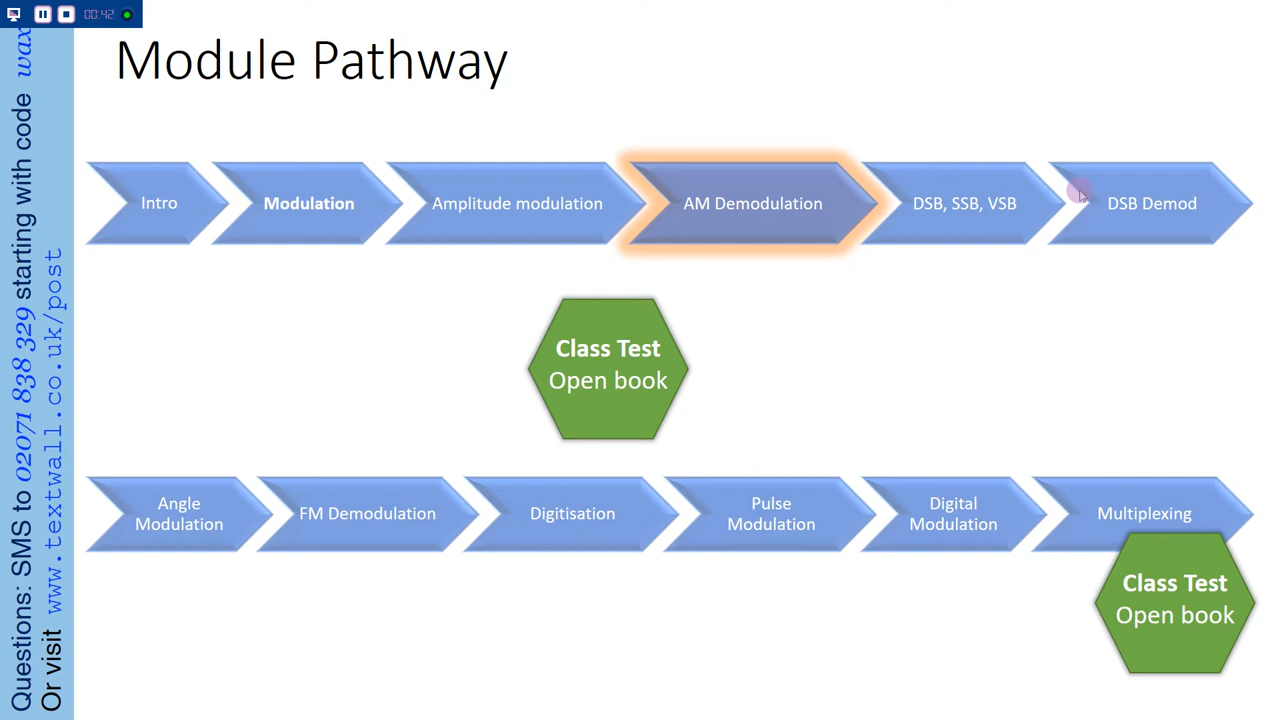 00:42
Module Pathway
Intro
Modulation
Amplitude modulation
AM Demodulation
DSB, SSB, VSB
DSB Demod
Class Test
Open book
Angle
Modulation
FM Demodulation
Digitisation
Pulse
Modulation
Digital
Modulation
Multiplexing
Class Test
Open book
Questions: SMS to 02071 838 329 starting with code wax
Or visit www.textwall.co.uk/post